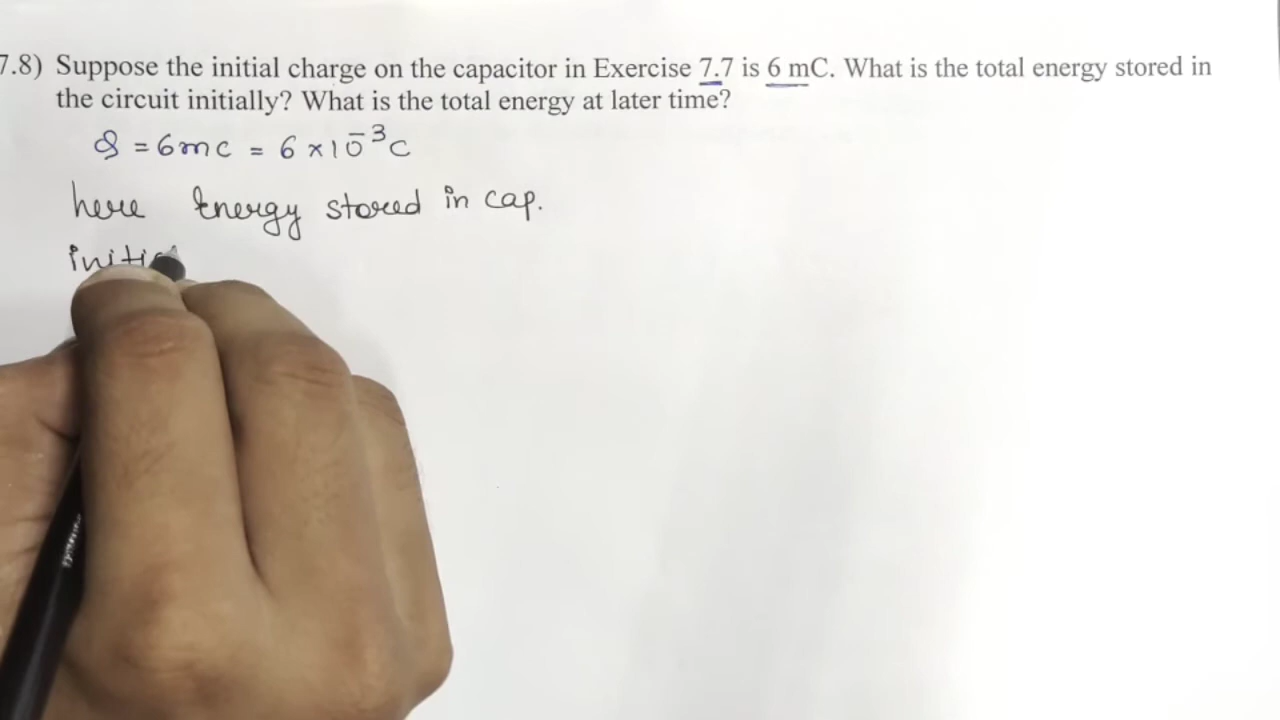 7.8) Suppose the initial charge on the capacitor in Exercise 7.7 is 6 mC. What is the total energy stored in
the circuit initially? What is the total energy at later time?
Q = 6mc = 6 × 10⁻³ C
here Energy stored in cap.